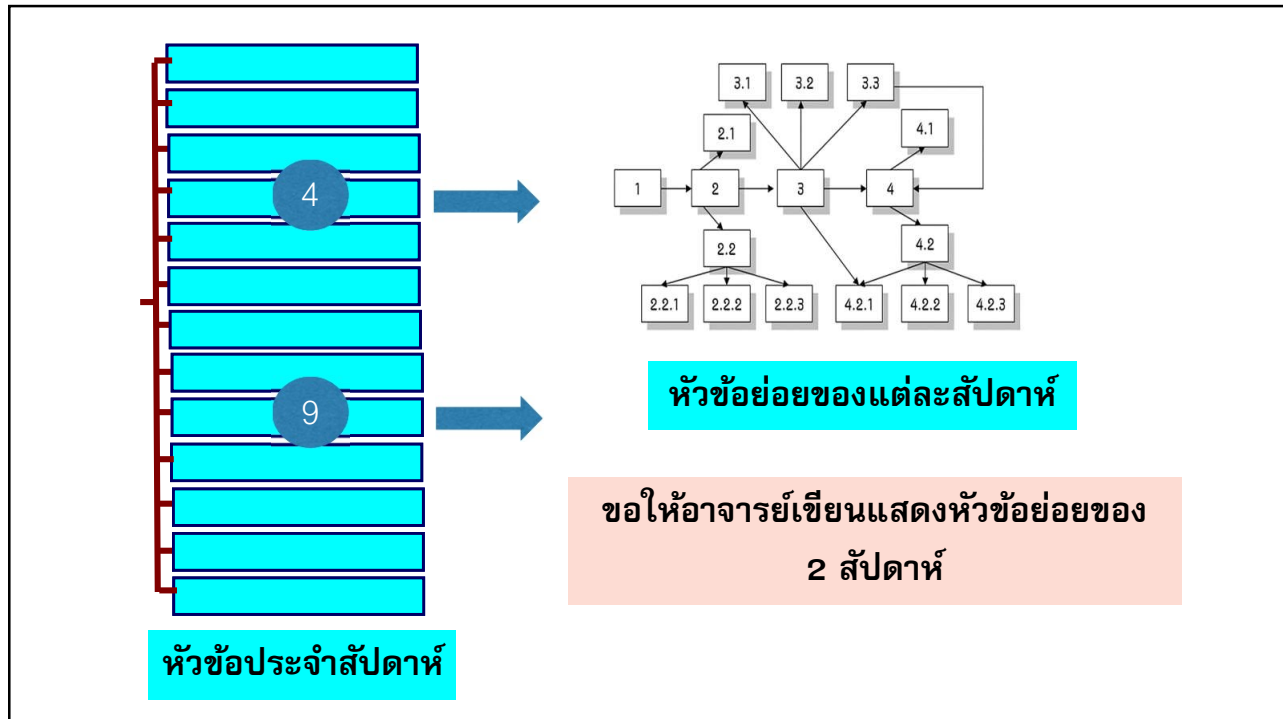 3.1 3.2 3.3
2.1 4.1
4
1 2 3 4
2.2 4.2
2.2.1 2.2.2 2.2.3 4.2.1 4.2.2 4.2.3
หัวข้อย่อยของแต่ละสัปดาห์
9
ขอให้อาจารย์เขียนแสดงหัวข้อย่อยของ
2 สัปดาห์
หัวข้อประจำสัปดาห์